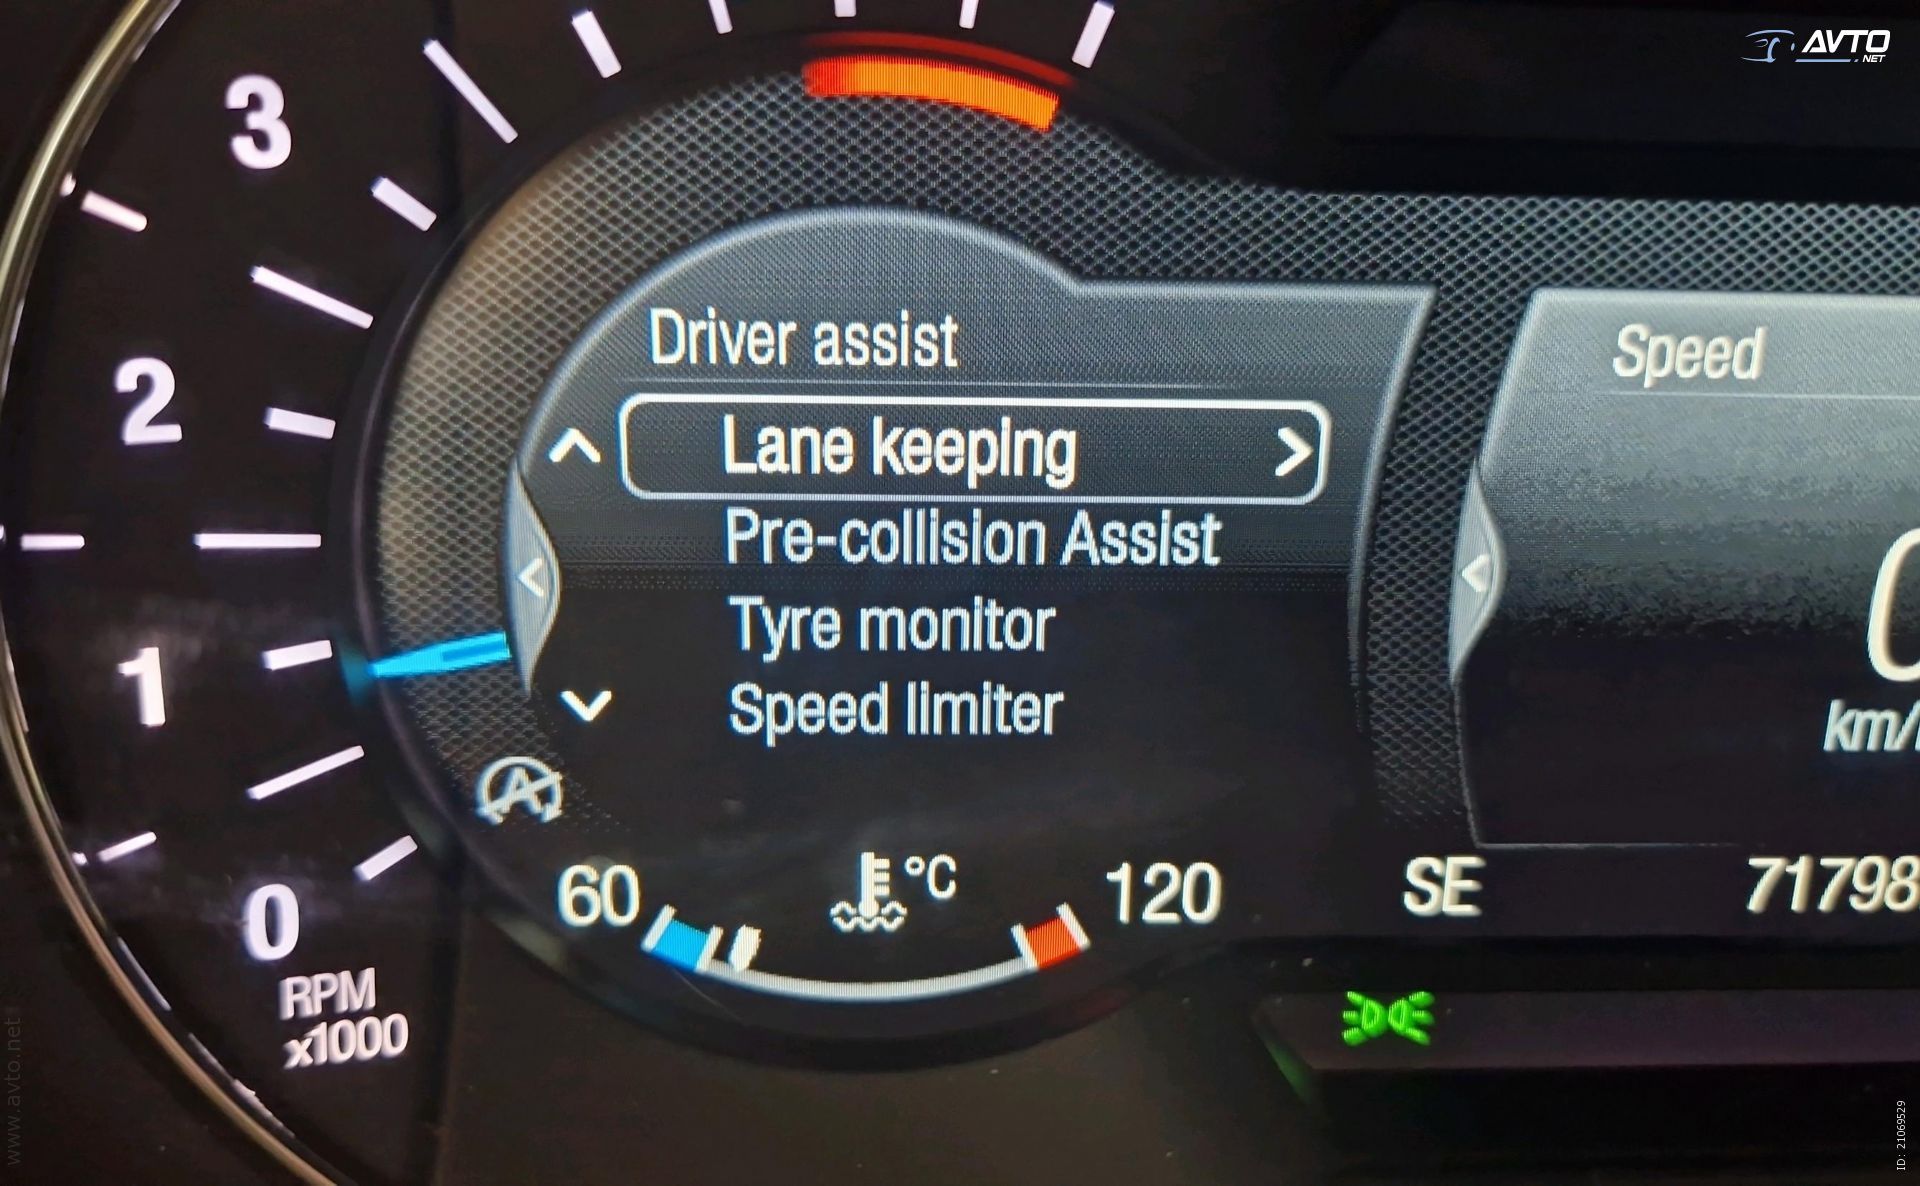 AVTO
.NET
3
2
1
0
RPM
x1000
Driver assist
Lane keeping
Pre-collision Assist
Tyre monitor
Speed limiter
60
°C
120
Speed
km/
SE
71798
www.avto.net
ID: 21069529